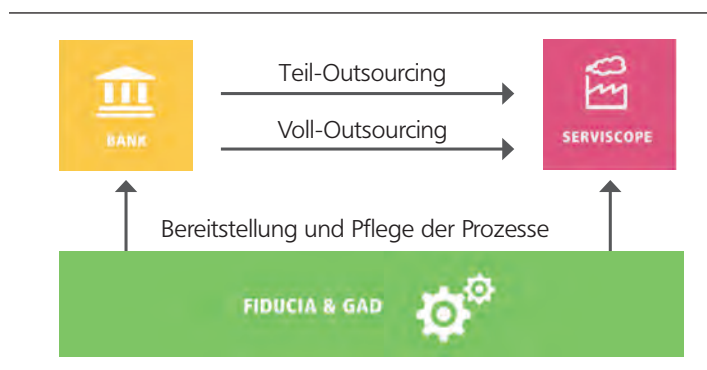 Teil-Outsourcing
Voll-Outsourcing
BANK
SERVISCOPE
Bereitstellung und Pflege der Prozesse
FIDUCIA & GAD